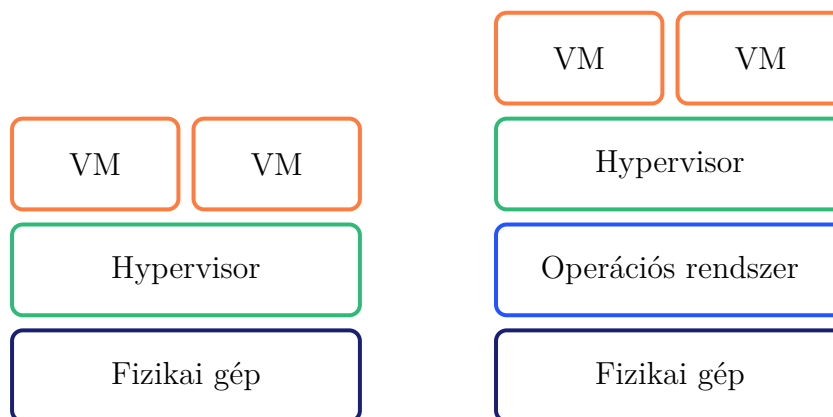 VM VM
Hypervisor
Fizikai gép
VM VM
Hypervisor
Operációs rendszer
Fizikai gép